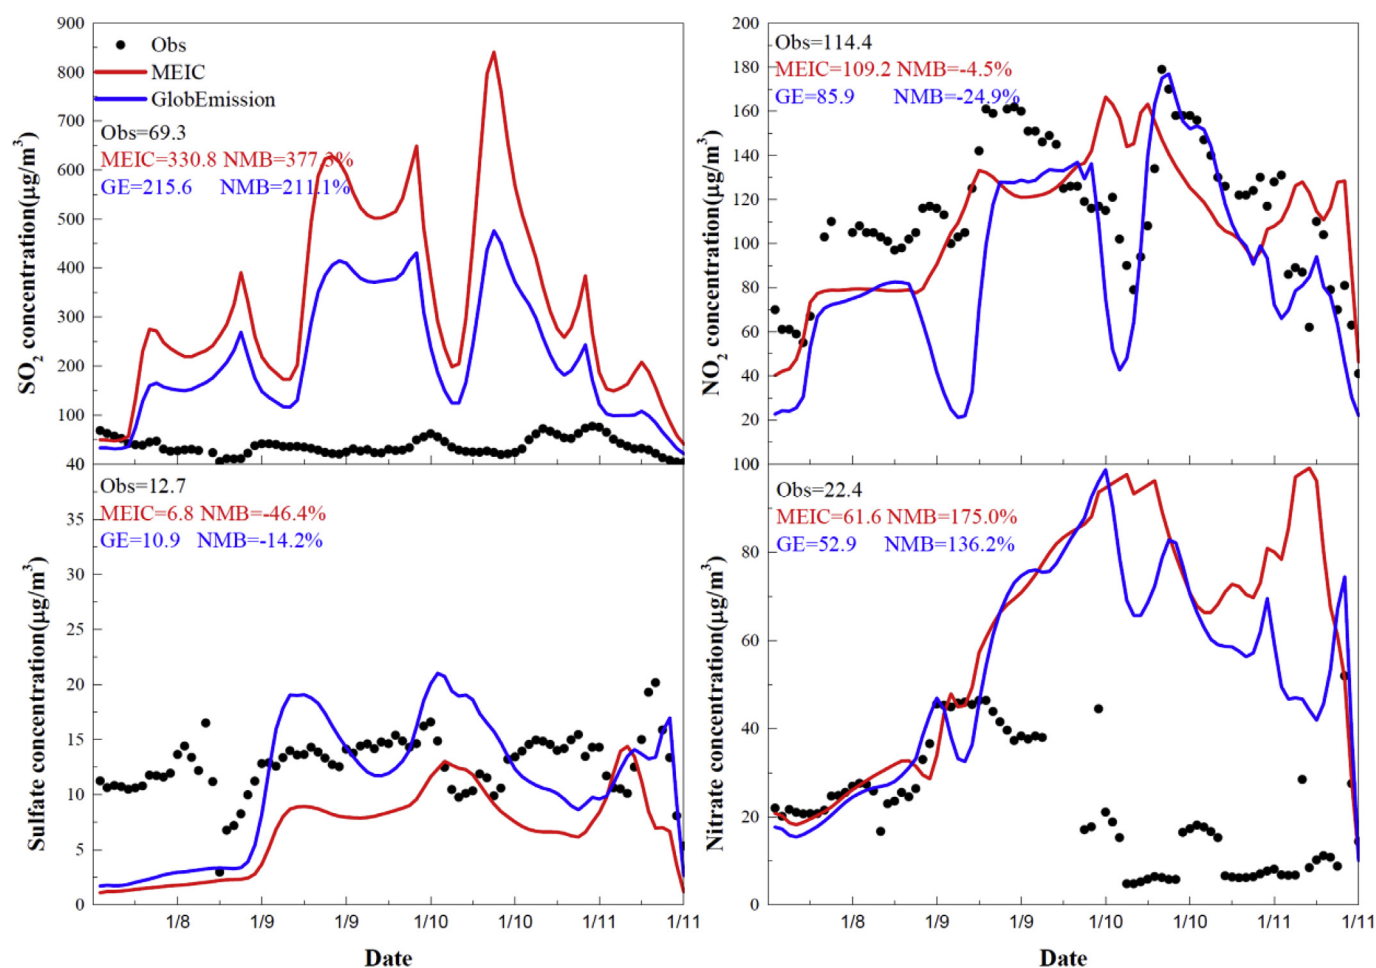 900
800
700
600
500
400
300
200
100
40
SO2 concentration(μg/m3)
Obs
MEIC
GlobEmission
Obs=69.3
MEIC=330.8 NMB=377.3%
GE=215.6 NMB=211.1%
200
180
160
140
120
100
80
60
40
20
100
NO2 concentration(μg/m3)
Obs=114.4
MEIC=109.2 NMB=-4.5%
GE=85.9 NMB=-24.9%
35
30
25
20
15
10
5
0
Sulfate concentration(μg/m3)
Obs=12.7
MEIC=6.8 NMB=-46.4%
GE=10.9 NMB=-14.2%
1/8 1/9 1/9 1/10 1/10 1/11 1/11
Date
80
60
40
20
0
Nitrate concentration(μg/m3)
Obs=22.4
MEIC=61.6 NMB=175.0%
GE=52.9 NMB=136.2%
1/8 1/9 1/9 1/10 1/10 1/11 1/11
Date